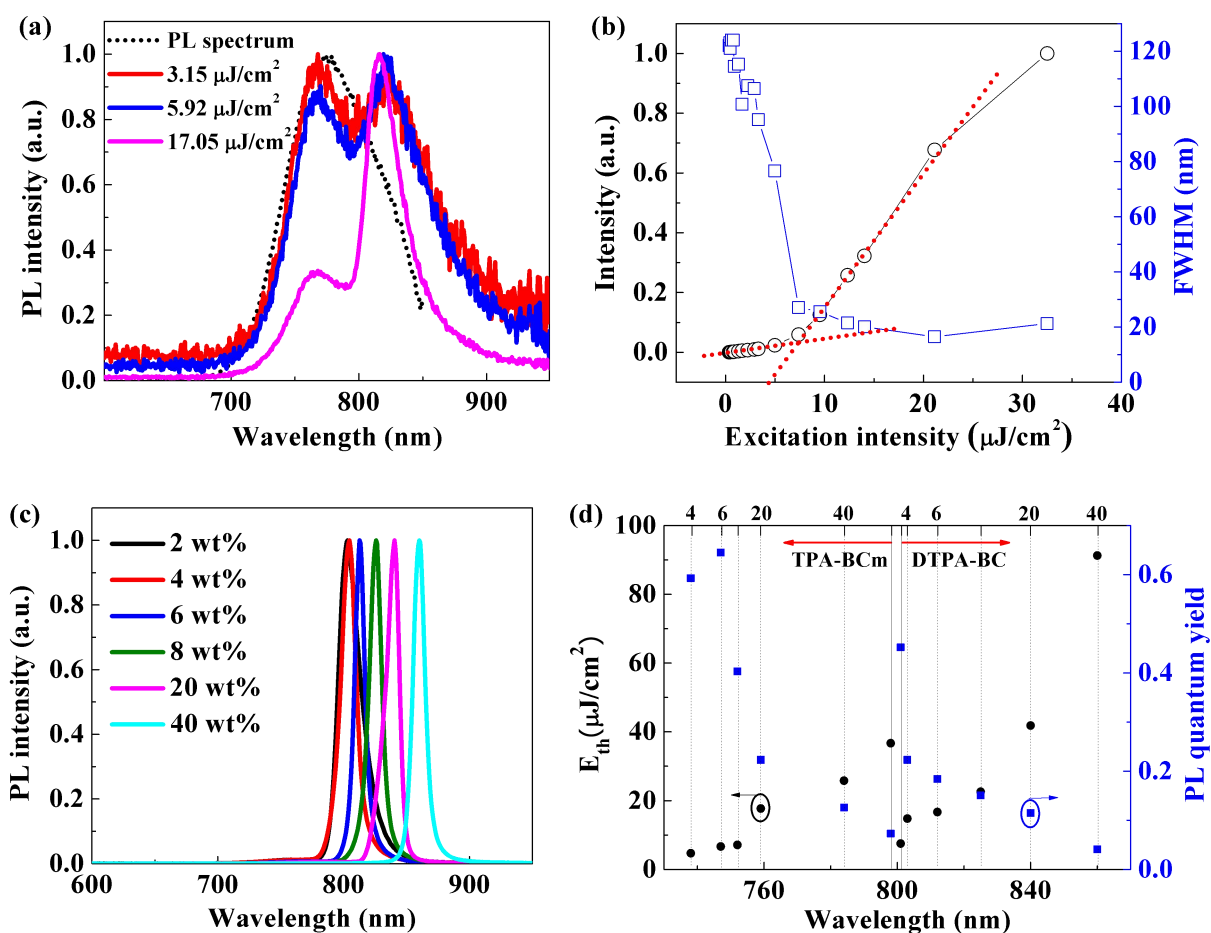 (a)
PL spectrum
3.15 μJ/cm²
5.92 μJ/cm²
17.05 μJ/cm²
1.0
0.8
0.6
0.4
0.2
0.0
PL intensity (a.u.)
700 800 900
Wavelength (nm)
(b)
1.0
0.8
0.6
0.4
0.2
0.0
Intensity (a.u.)
120
100
80
60
40
20
0
FWHM (nm)
0 10 20 30 40
Excitation intensity (μJ/cm²)
(c)
2 wt%
4 wt%
6 wt%
8 wt%
20 wt%
40 wt%
1.0
0.8
0.6
0.4
0.2
0.0
PL intensity (a.u.)
600 700 800 900
Wavelength (nm)
(d)
4 6 20 40 4 6 20 40
TPA-BCm DTPA-BC
100
80
60
40
20
0
E_th (μJ/cm²)
0.6
0.4
0.2
0.0
PL quantum yield
760 800 840
Wavelength (nm)